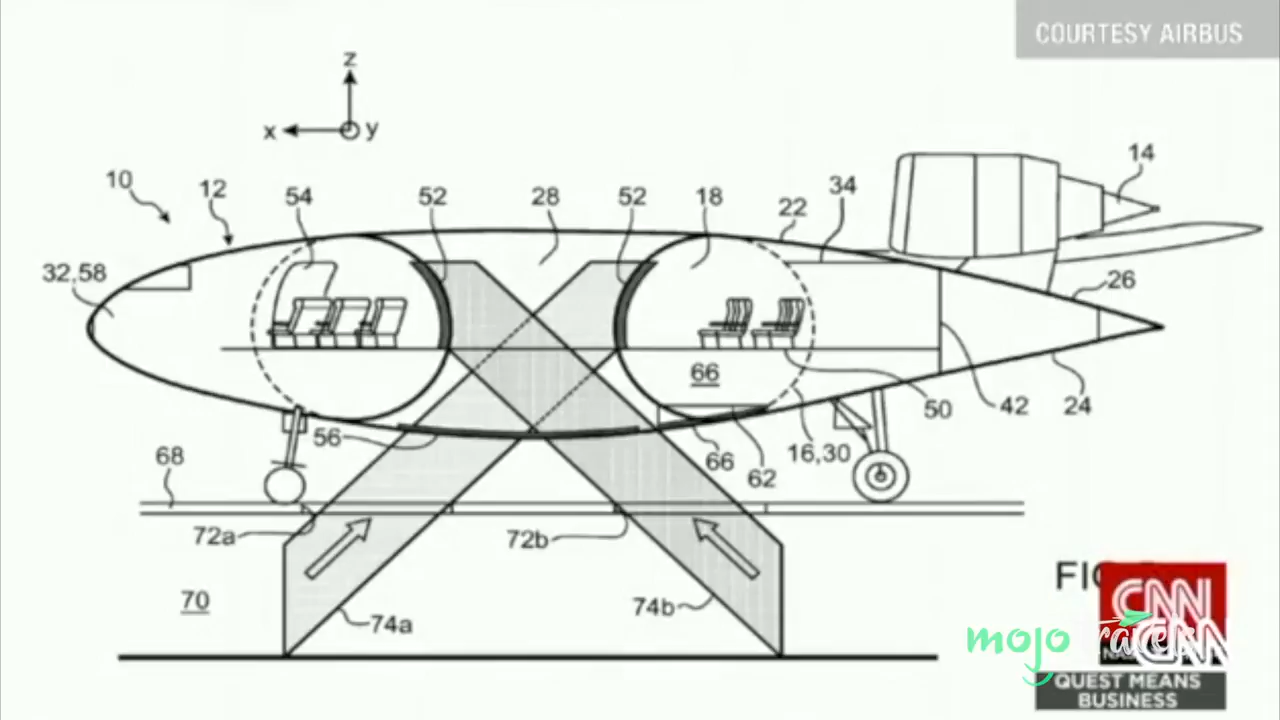 COURTESY AIRBUS
z
x
y
10
12
54
52
28
52
18
22
34
14
32,58
26
66
50
42
24
56
66
62
16,30
68
72a
72b
70
74a
74b
CNN
mojo
QUEST MEANS
BUSINESS